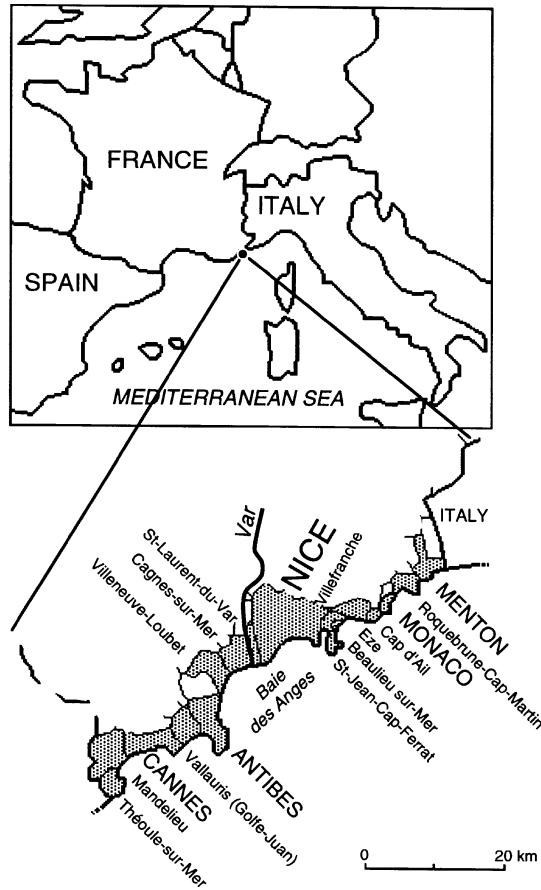 FRANCE
ITALY
SPAIN
MEDITERRANEAN SEA
ITALY
Var
NICE
Villefranche
St-Laurent-du-Var
Cagnes-sur-Mer
Villeneuve-Loubet
MENTON
Roquebrune-Cap-Martin
MONACO
Cap d'Ail
Eze
Beaulieu sur-Mer
St-Jean-Cap-Ferrat
Baie
des Anges
ANTIBES
Vallauris (Golfe-Juan)
CANNES
Mandelieu
Théoule-sur-Mer
0 20 km